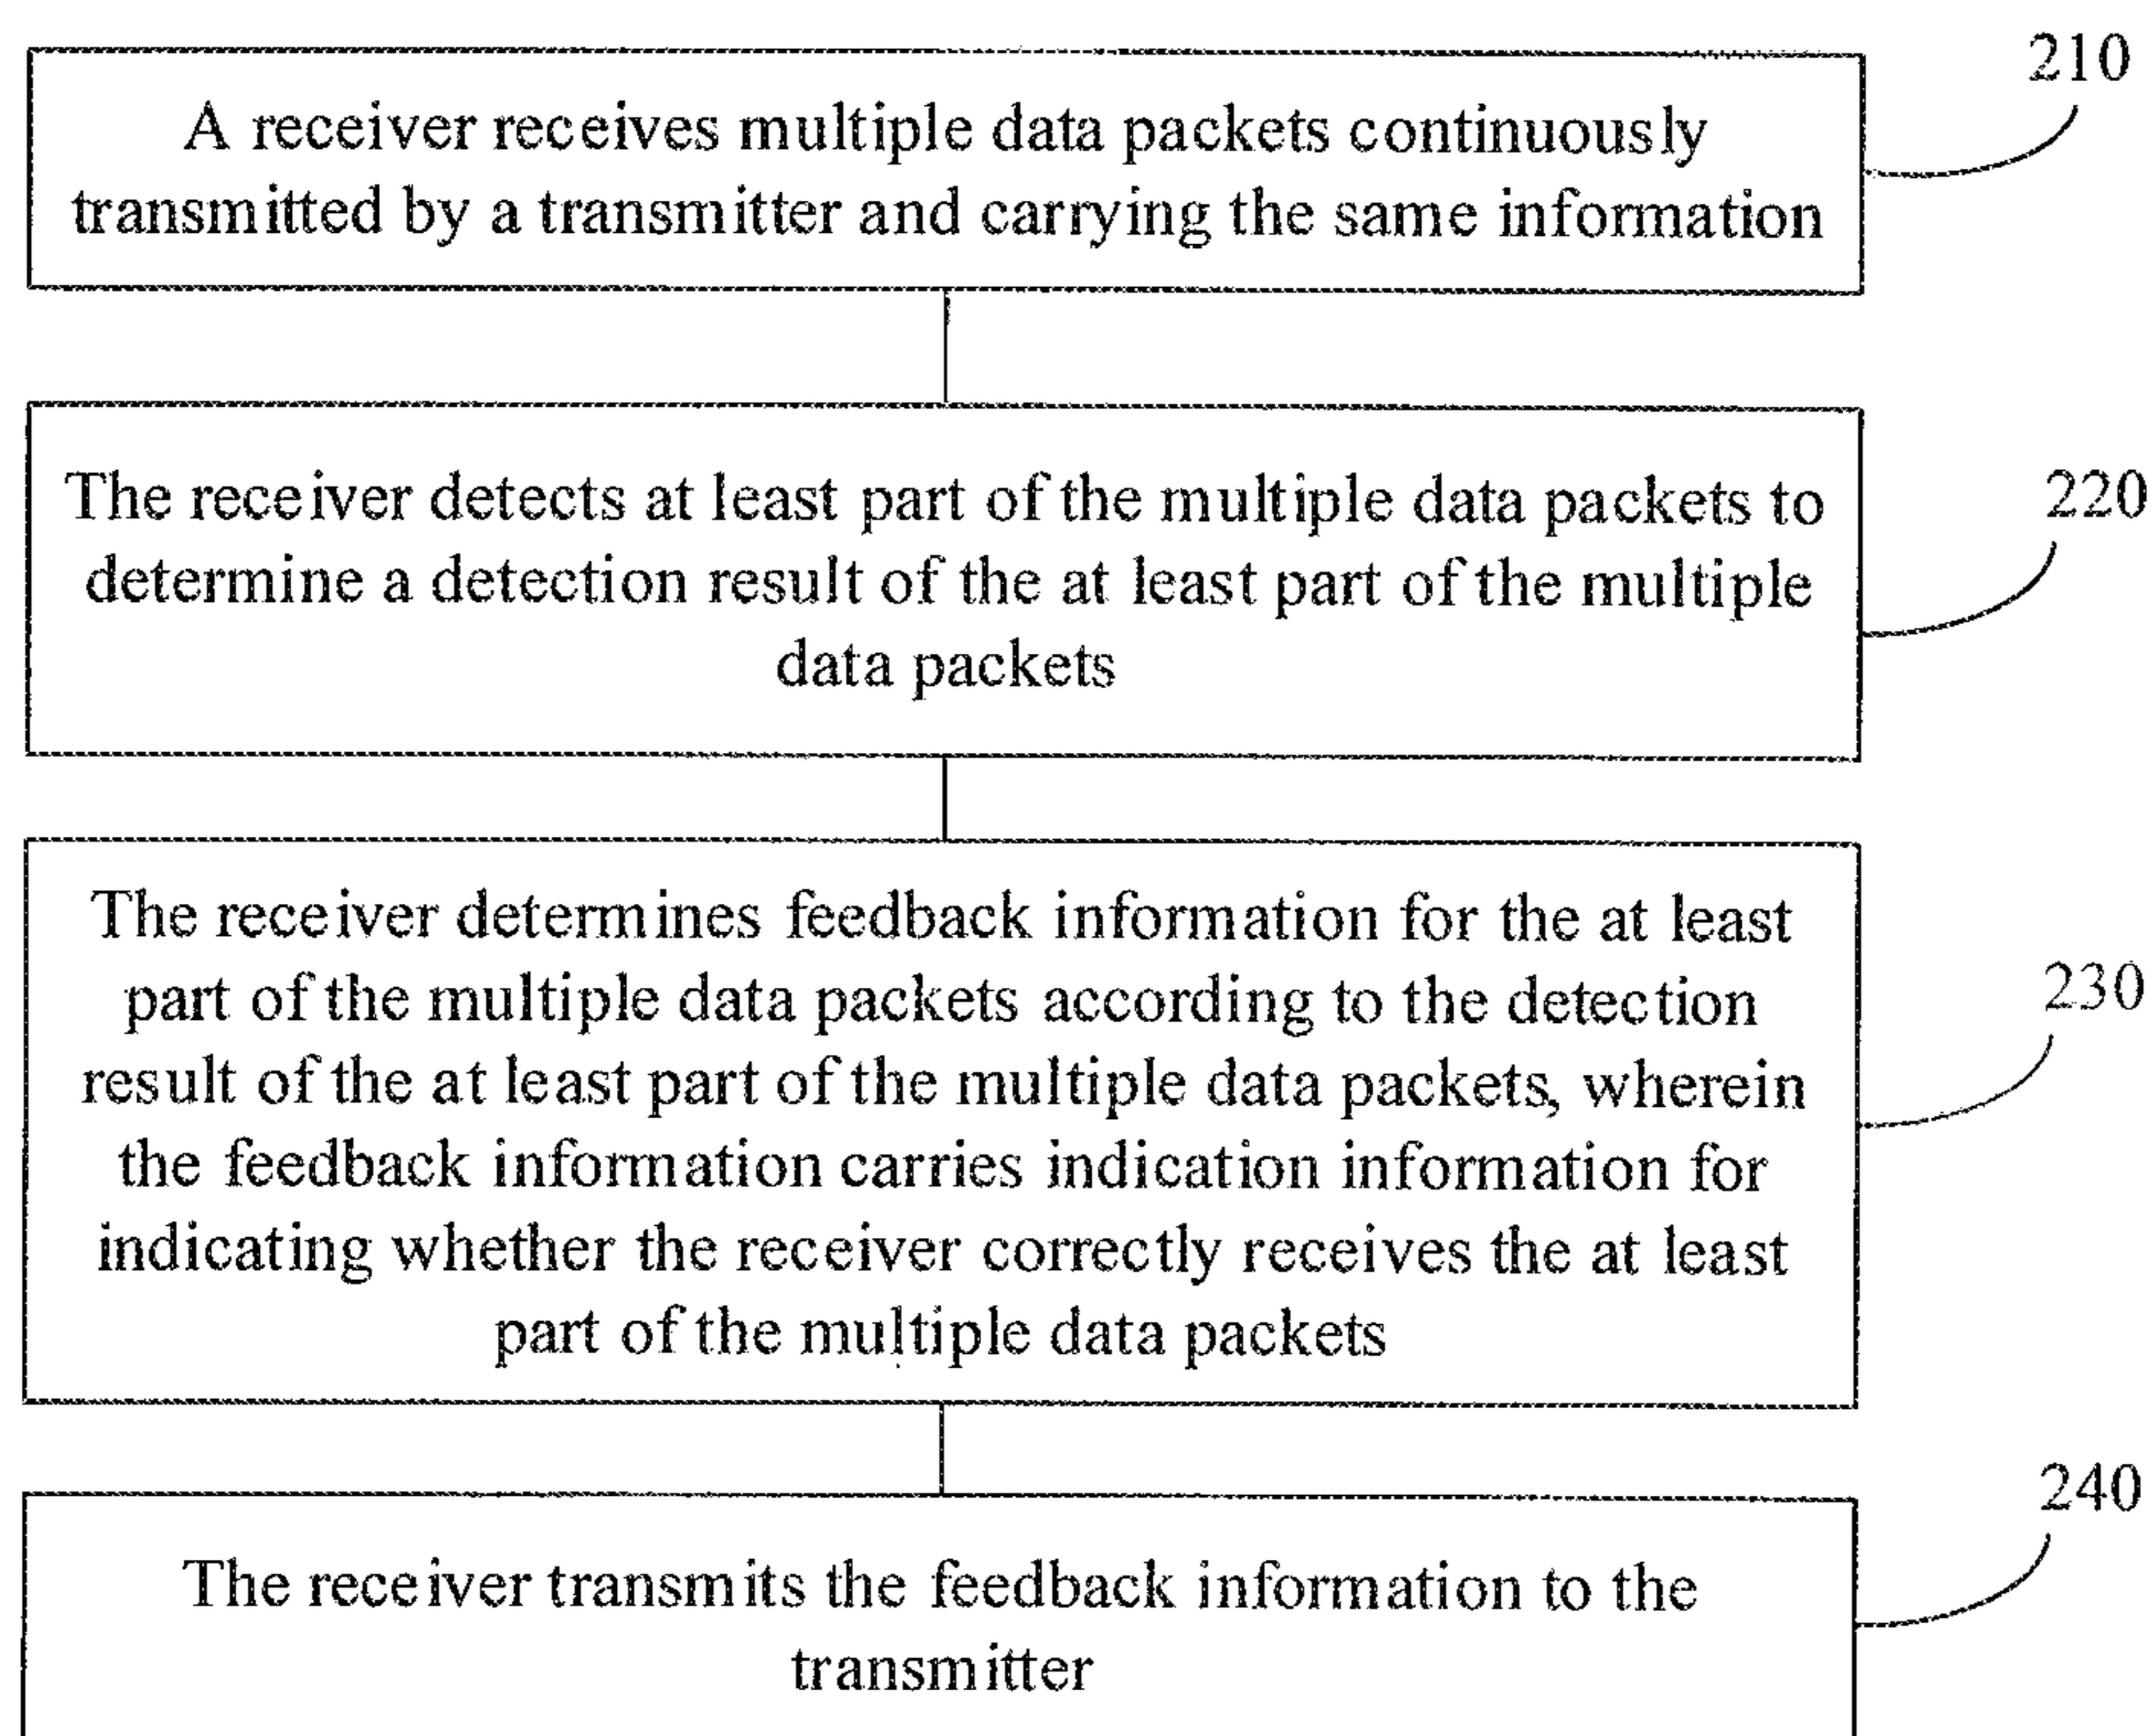 210
A receiver receives multiple data packets continuously
transmitted by a transmitter and carrying the same information
220
The receiver detects at least part of the multiple data packets to
determine a detection result of the at least part of the multiple
data packets
230
The receiver determines feedback information for the at least
part of the multiple data packets according to the detection
result of the at least part of the multiple data packets, wherein
the feedback information carries indication information for
indicating whether the receiver correctly receives the at least
part of the multiple data packets
240
The receiver transmits the feedback information to the
transmitter